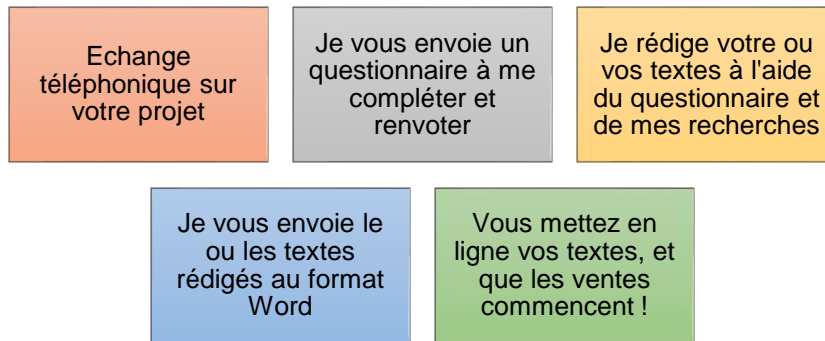 Echange
téléphonique sur
votre projet
Je vous envoie un
questionnaire à me
compléter et
renvoter
Je rédige votre ou
vos textes à l'aide
du questionnaire et
de mes recherches
Je vous envoie le
ou les textes
rédigés au format
Word
Vous mettez en
ligne vos textes, et
que les ventes
commencent !